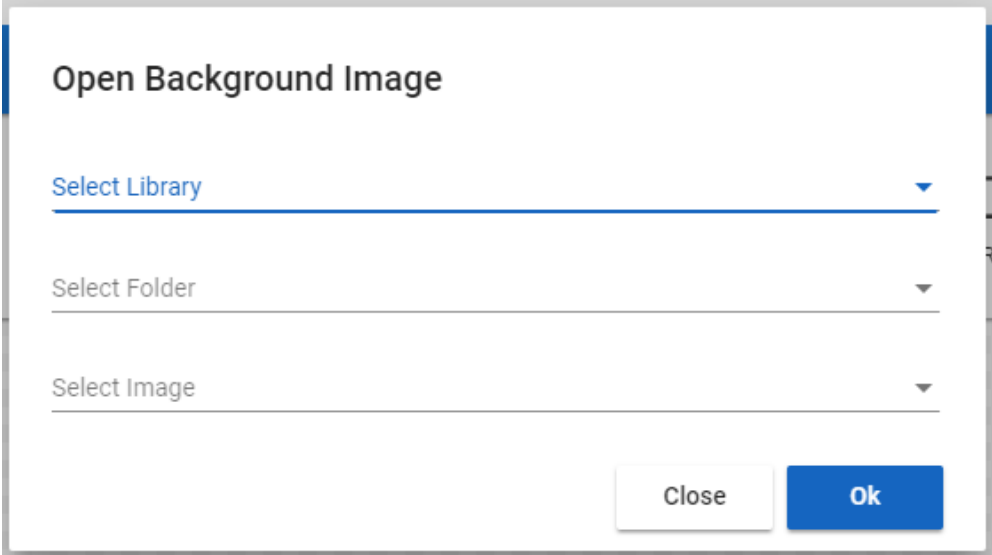 Open Background Image
Select Library
Select Folder
Select Image
Close Ok